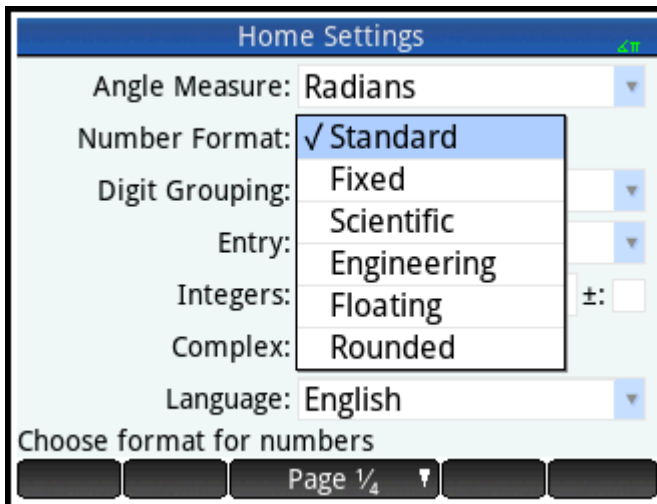 Home Settings
∡π
Angle Measure: Radians
Number Format: √ Standard
Fixed
Digit Grouping:
Scientific
Entry:
Engineering
Integers:
±:
Floating
Complex:
Rounded
Language: English
Choose format for numbers
Page ¼